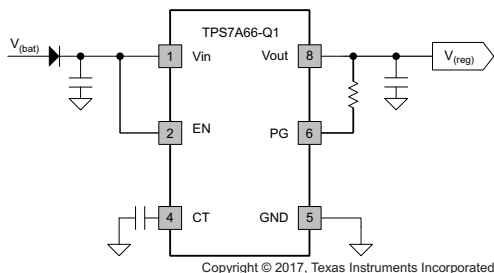 TPS7A66-Q1
V(bat)
1 Vin Vout 8
V(reg)
2 EN PG 6
4 CT GND 5
Copyright © 2017, Texas Instruments Incorporated